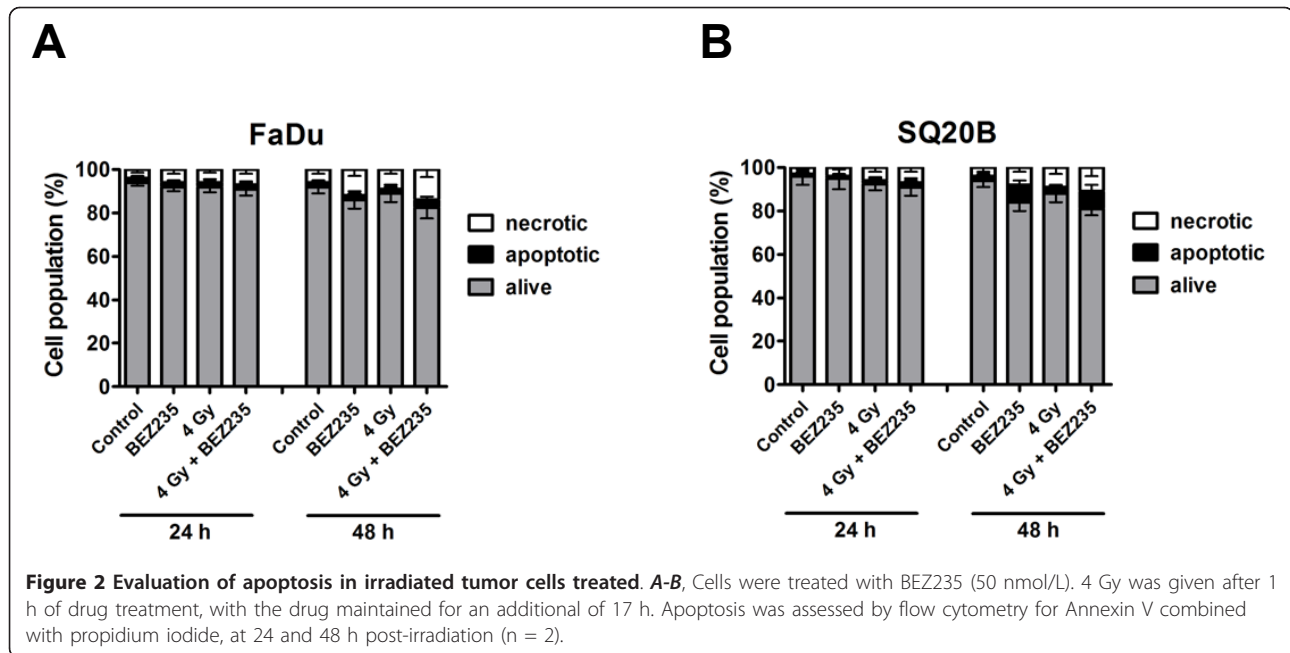 A
B
FaDu
SQ20B
Cell population (%)
100
80
60
40
20
0
necrotic
apoptotic
alive
Control
BEZ235
4 Gy
4 Gy + BEZ235
Control
BEZ235
4 Gy
4 Gy + BEZ235
24 h
48 h
Cell population (%)
100
80
60
40
20
0
necrotic
apoptotic
alive
Control
BEZ235
4 Gy
4 Gy + BEZ235
Control
BEZ235
4 Gy
4 Gy + BEZ235
24 h
48 h
Figure 2 Evaluation of apoptosis in irradiated tumor cells treated. A-B, Cells were treated with BEZ235 (50 nmol/L). 4 Gy was given after 1
h of drug treatment, with the drug maintained for an additional of 17 h. Apoptosis was assessed by flow cytometry for Annexin V combined
with propidium iodide, at 24 and 48 h post-irradiation (n = 2).